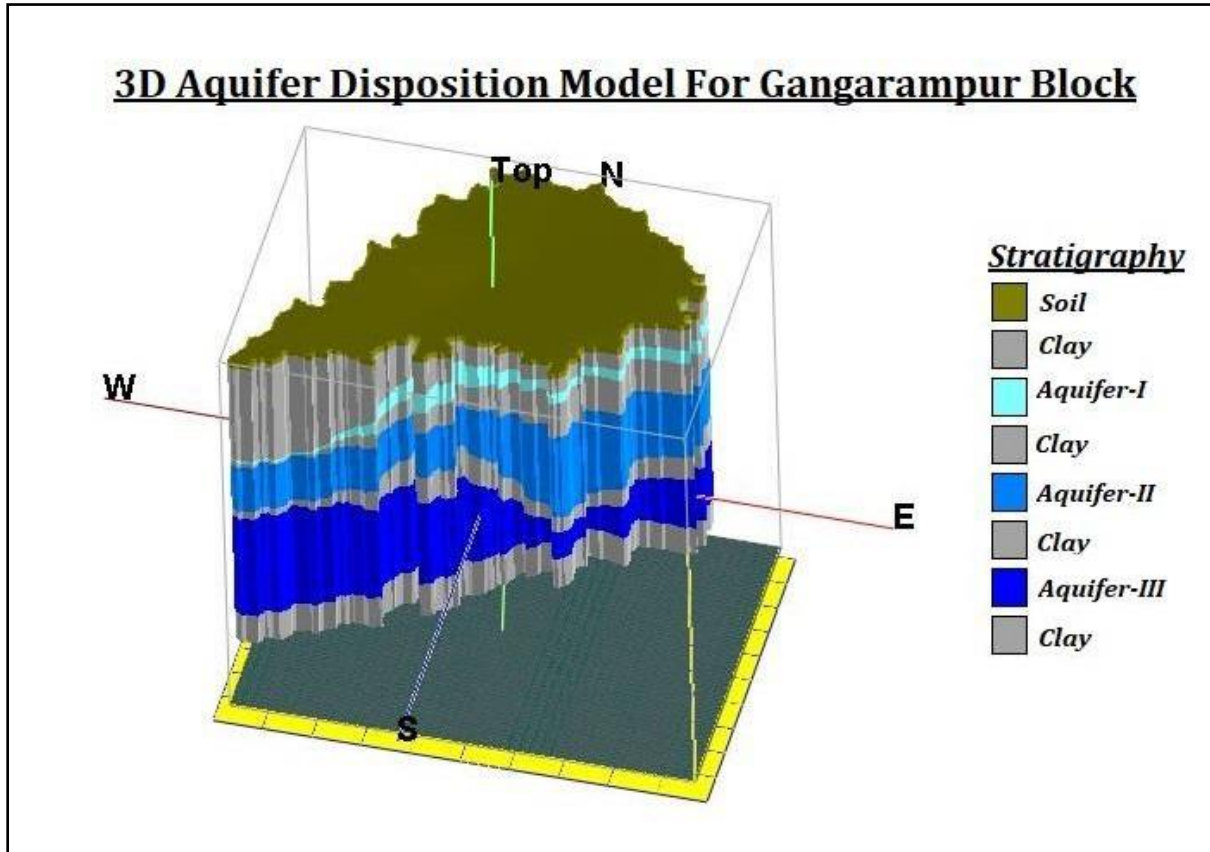 3D Aquifer Disposition Model For Gangarampur Block
Top
N
W
E
S
Stratigraphy
Soil
Clay
Aquifer-I
Clay
Aquifer-II
Clay
Aquifer-III
Clay